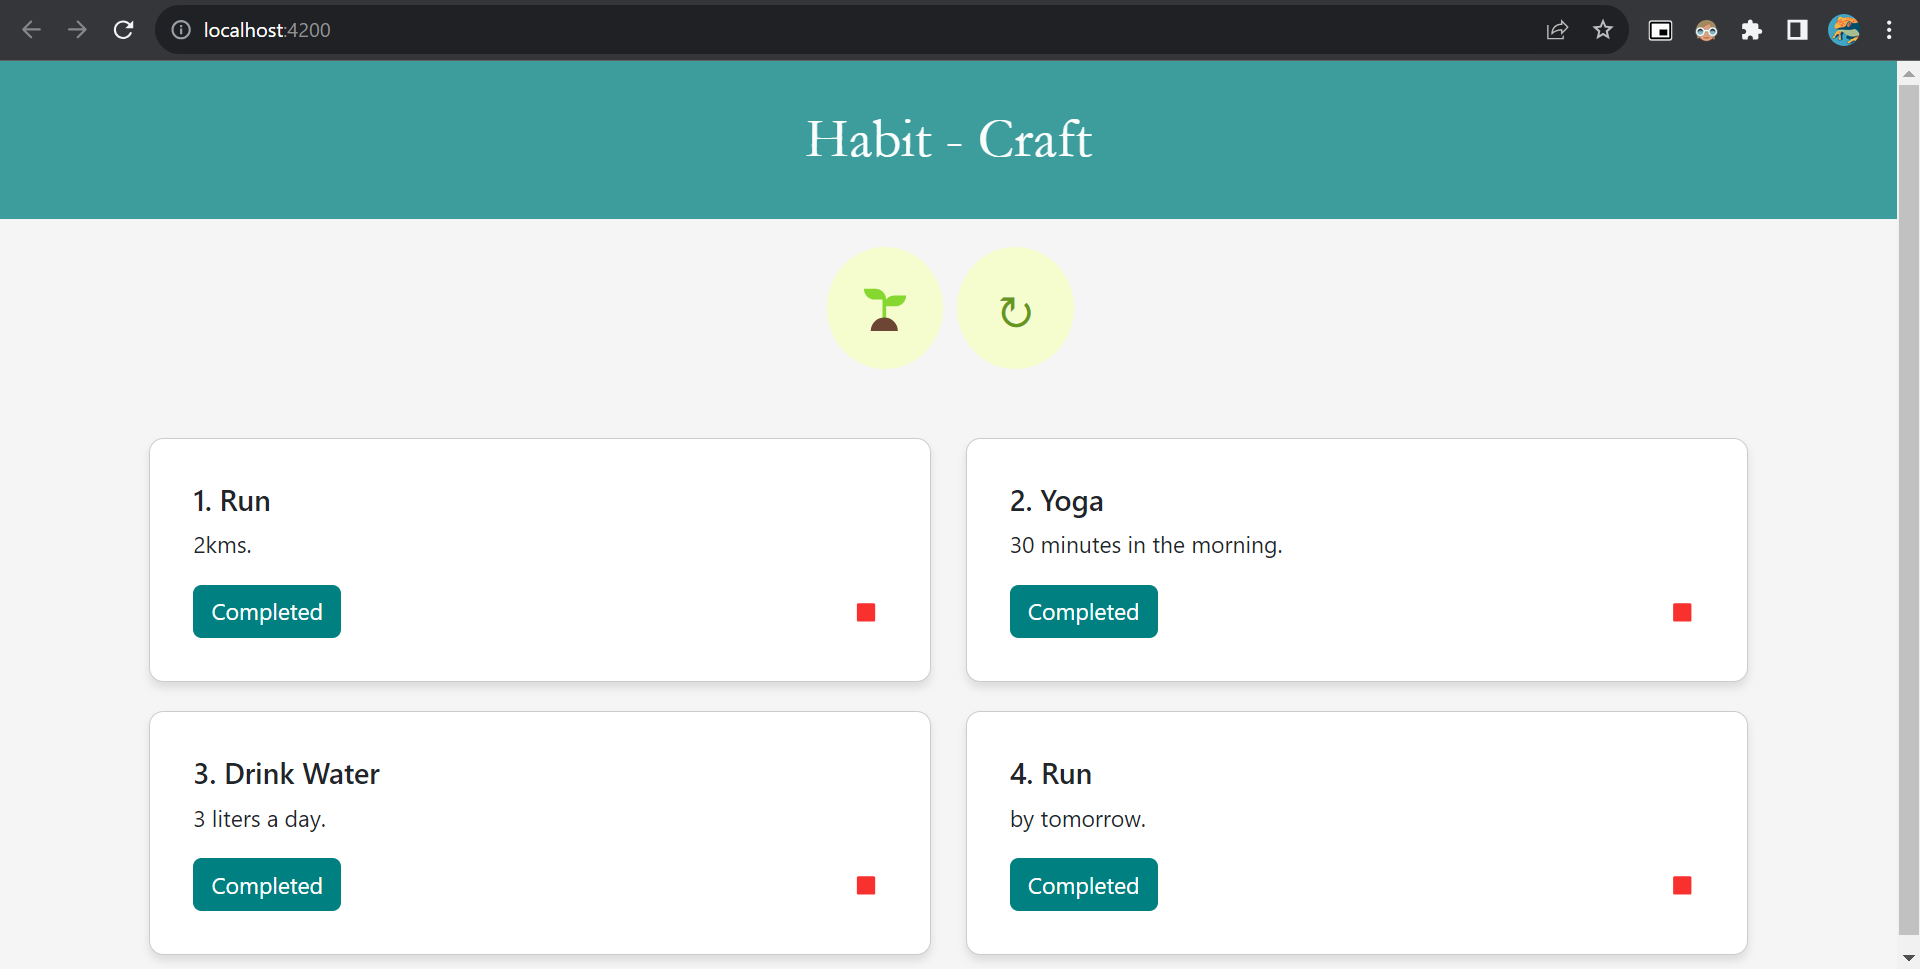 localhost:4200
Habit - Craft
1. Run
2kms.
Completed
2. Yoga
30 minutes in the morning.
Completed
3. Drink Water
3 liters a day.
Completed
4. Run
by tomorrow.
Completed